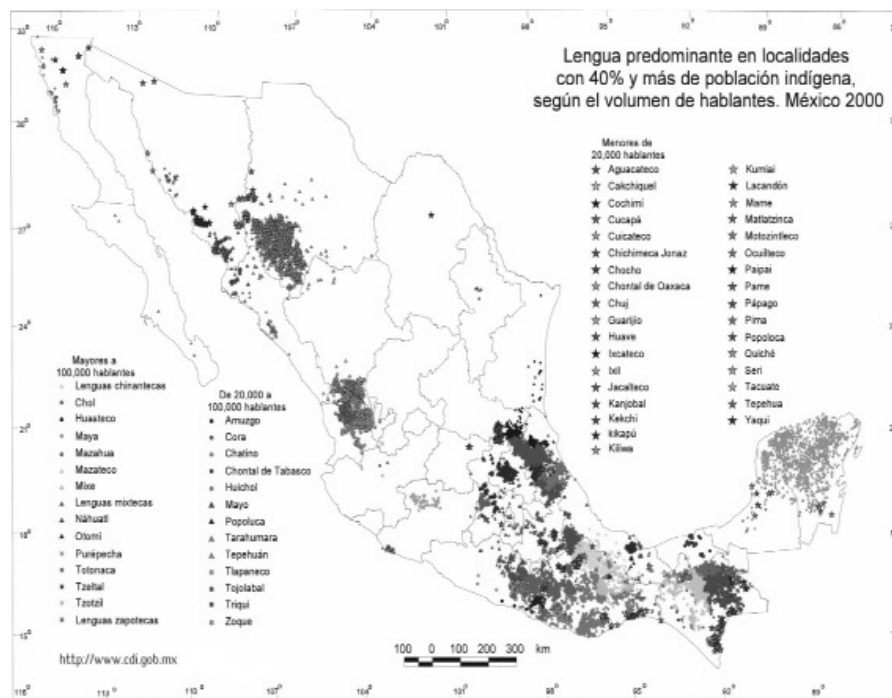 Lengua predominante en localidades
con 40% y más de población indígena,
según el volumen de hablantes. México 2000
Menores de
20,000 hablantes
Aguacateco
Cakchiquel
Cochimi
Cucapá
Cuicateco
Chichimeca Jonaz
Chocho
Chontal de Oaxaca
Chuj
Guarijio
Huave
Ixcateco
Ixil
Jacalteco
Kanjobal
Kekchi
kikapú
Kiliwa
Kumiai
Lacandón
Mame
Matlatzinca
Motozintleco
Ocuilteco
Paipai
Pame
Pápago
Pima
Popoloca
Quiché
Seri
Tacuate
Tepehua
Yaqui
Mayores a
100,000 hablantes
Lenguas chinantecas
Chol
Huasteco
Maya
Mazahua
Mazateco
Mixe
Lenguas mixtecas
Náhuatl
Otomí
Purépecha
Totonaca
Tzeltal
Tzotzil
Lenguas zapotecas
De 20,000 a
100,000 hablantes
Amuzgo
Cora
Chatino
Chontal de Tabasco
Huichol
Mayo
Popoluca
Tarahumara
Tepehuán
Tlapaneco
Tojolabal
Triqui
Zoque
100 0 100 200 300 km
http://www.cdi.gob.mx